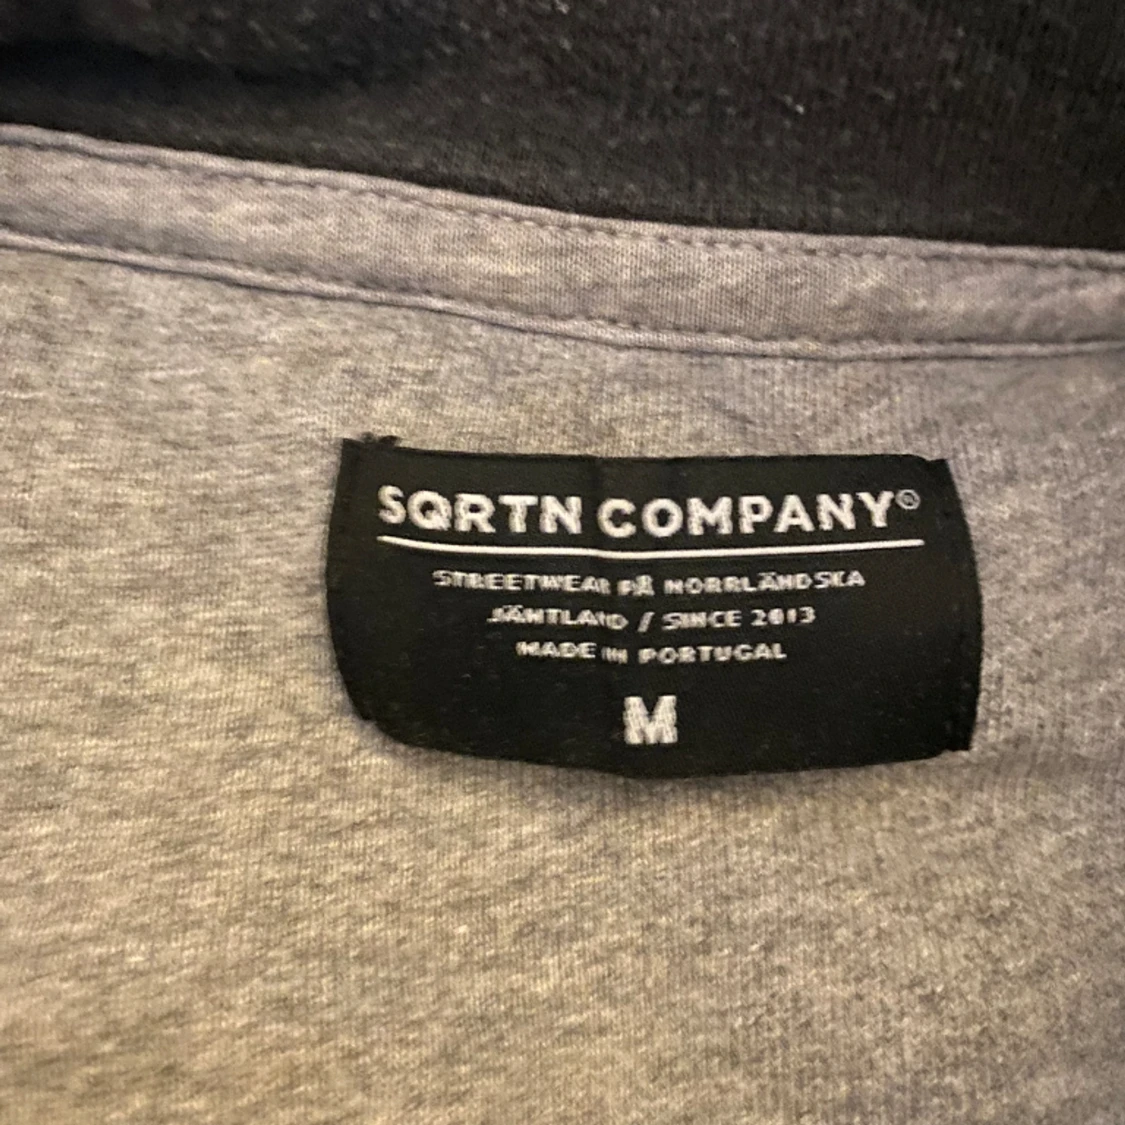 SQRTN COMPANY®
STREETWEAR PÅ NORRLÄNDSKA
JÄMTLAND / SINCE 2013
MADE IN PORTUGAL
M